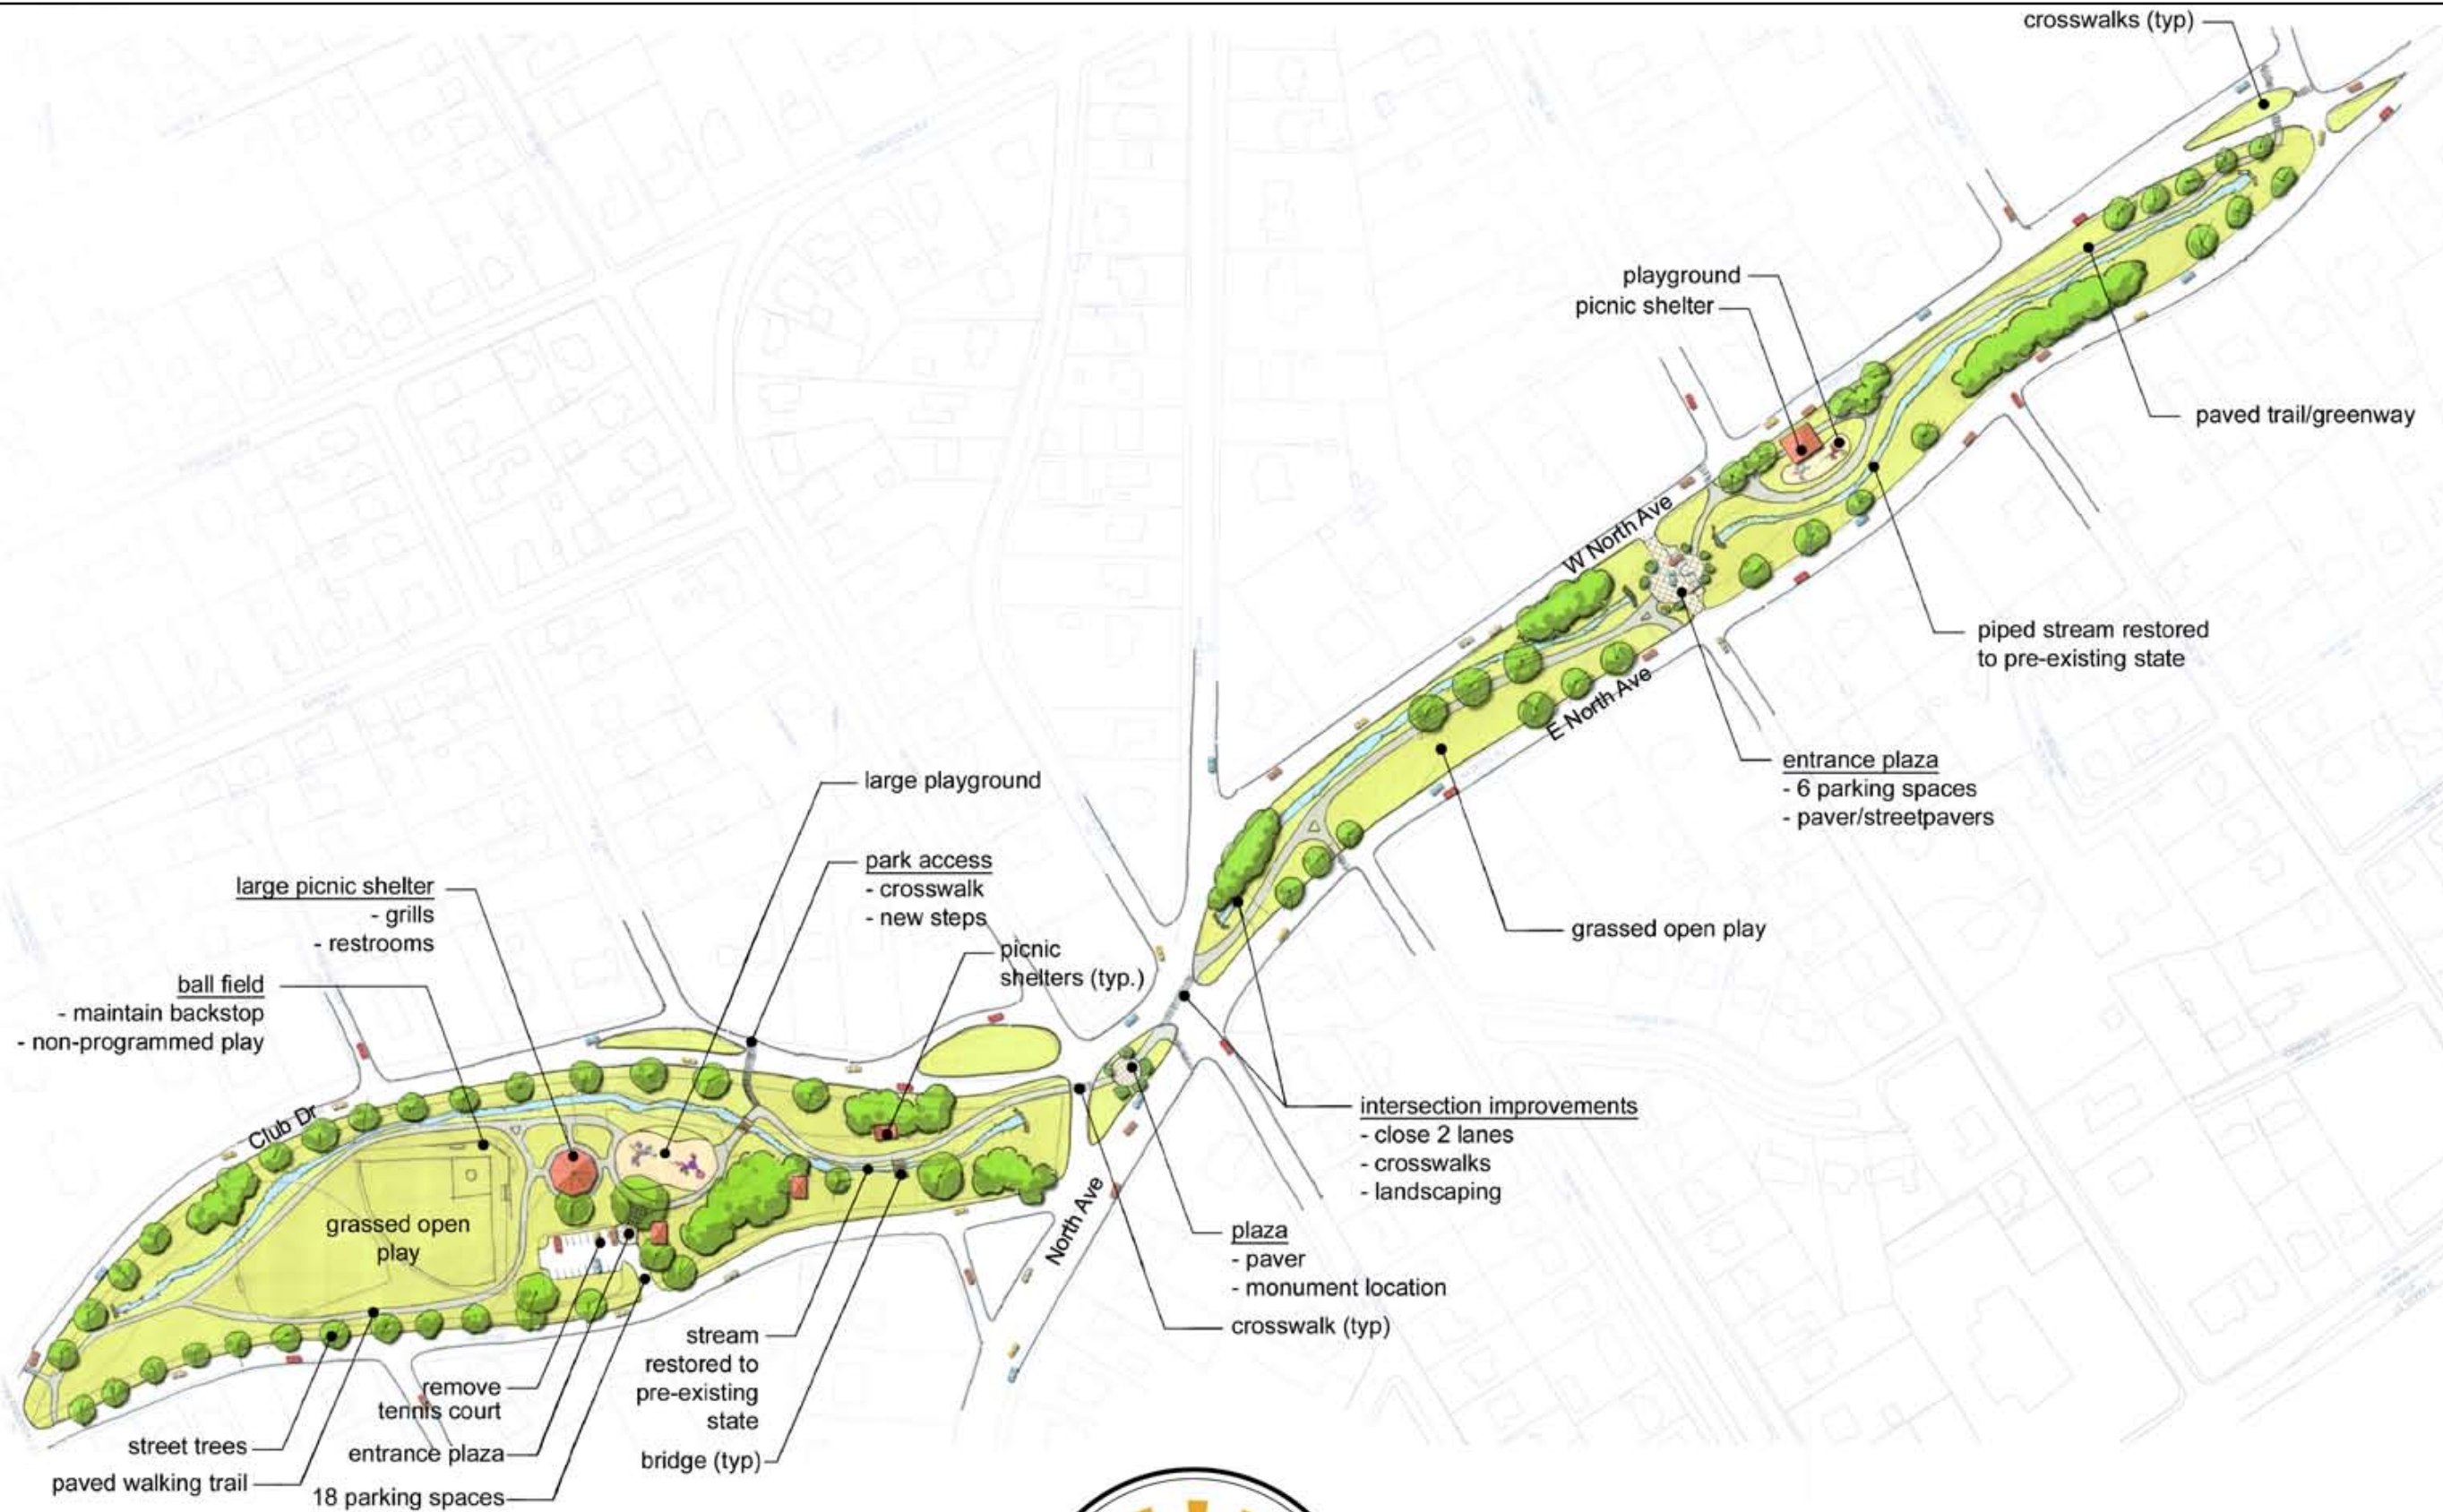 crosswalks (typ)
playground
picnic shelter
paved trail/greenway
W North Ave
piped stream restored
to pre-existing state
E North Ave
entrance plaza
- 6 parking spaces
- paver/streetpavers
large playground
park access
- crosswalk
- new steps
large picnic shelter
- grills
- restrooms
grassed open play
picnic
shelters (typ.)
ball field
- maintain backstop
- non-programmed play
Club Dr
intersection improvements
- close 2 lanes
- crosswalks
- landscaping
grassed open
play
North Ave
plaza
- paver
- monument location
crosswalk (typ)
stream
restored to
pre-existing
state
remove
tennis court
street trees
entrance plaza
bridge (typ)
paved walking trail
18 parking spaces